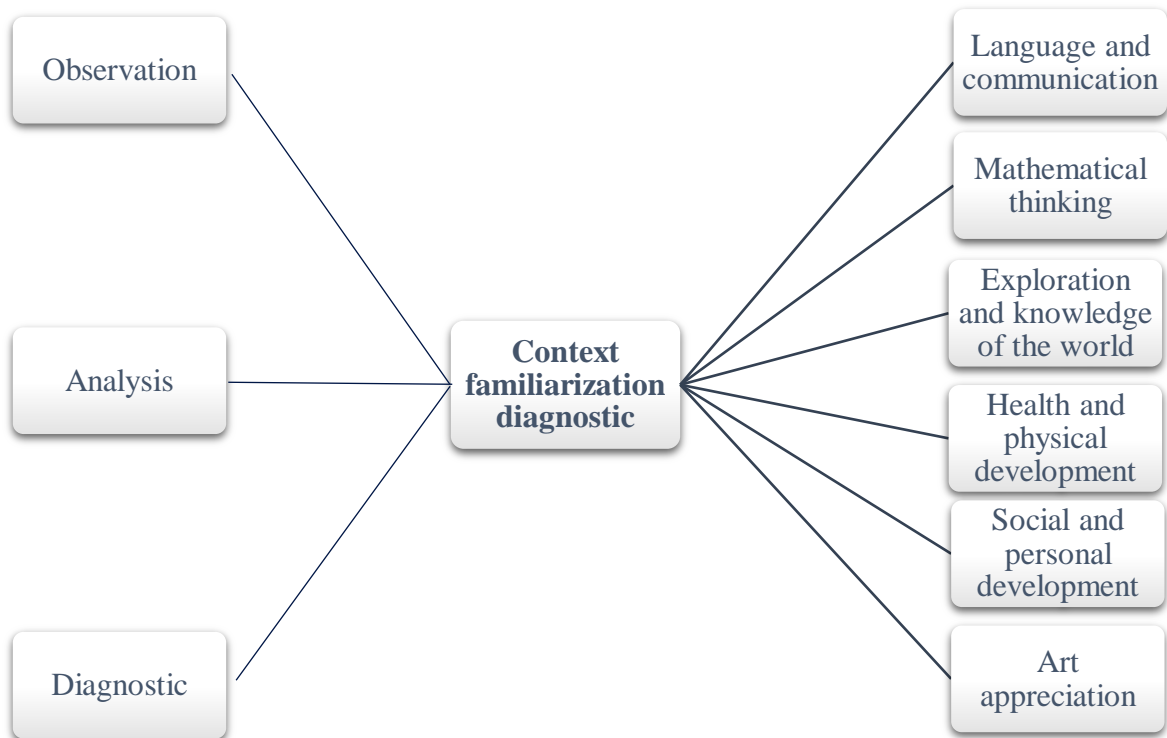 Observation
Analysis
Diagnostic
Context
familiarization
diagnostic
Language and
communication
Mathematical
thinking
Exploration
and knowledge
of the world
Health and
physical
development
Social and
personal
development
Art
appreciation